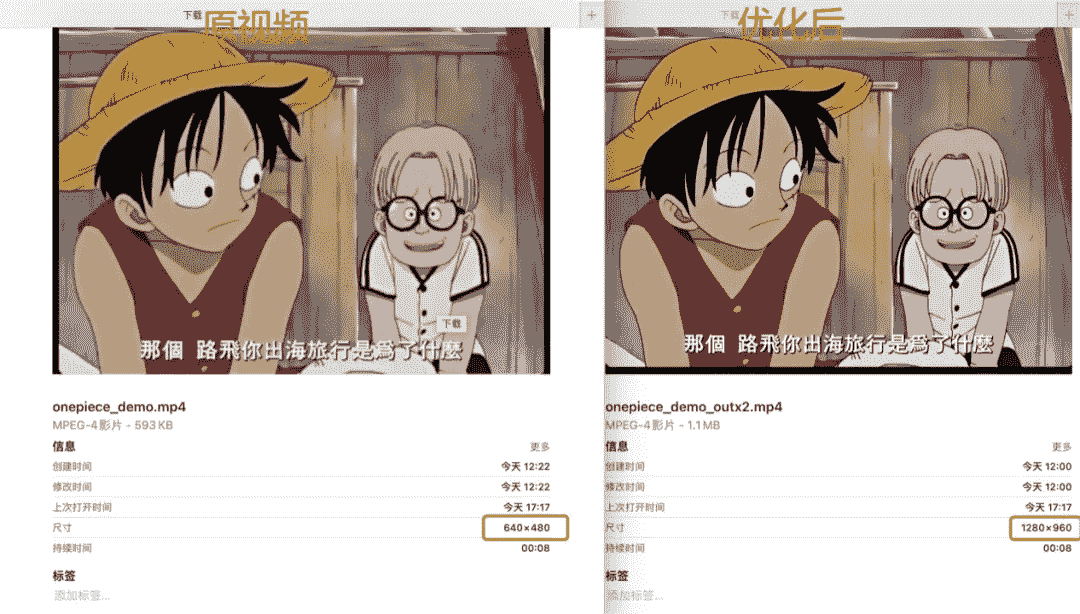 下载
原视频
+
下载
优化后
+
下载
那個 路飛你出海旅行是爲了什麽
那個 路飛你出海旅行是爲了什麽
onepiece_demo.mp4
MPEG-4影片 - 593 KB
信息 更多
创建时间 今天 12:22
修改时间 今天 12:22
上次打开时间 今天 17:17
尺寸 640×480
持续时间 00:08
标签
添加标签...
onepiece_demo_outx2.mp4
MPEG-4影片 - 1.1 MB
信息 更多
创建时间 今天 12:00
修改时间 今天 12:00
上次打开时间 今天 17:17
尺寸 1280×960
持续时间 00:08
标签
添加标签...